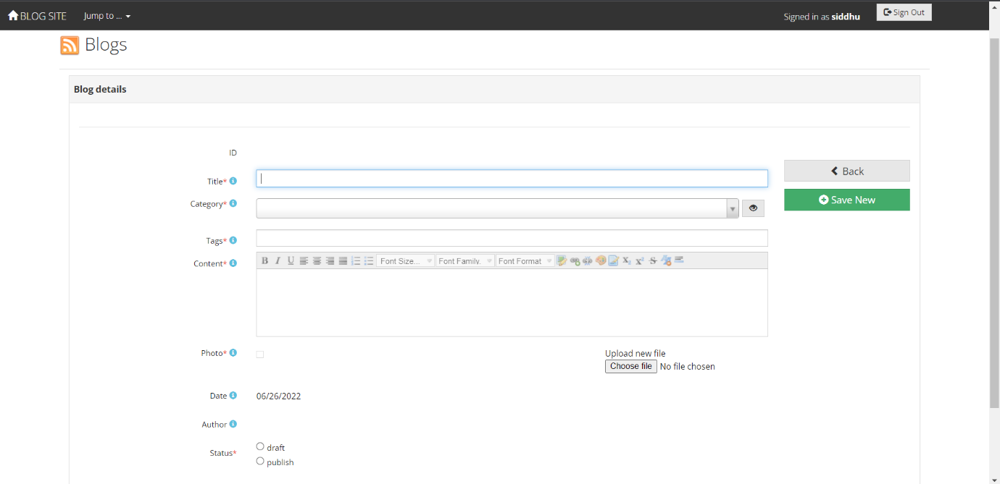 BLOG SITE Jump to ... Signed in as siddhu Sign Out
Blogs
Blog details
ID
Title*
Back
Category*
Save New
Tags*
Content* B I U Font Size... Font Family. Font Format X₂ X² S
Photo* Upload new file
Choose file No file chosen
Date 06/26/2022
Author
Status* draft
publish